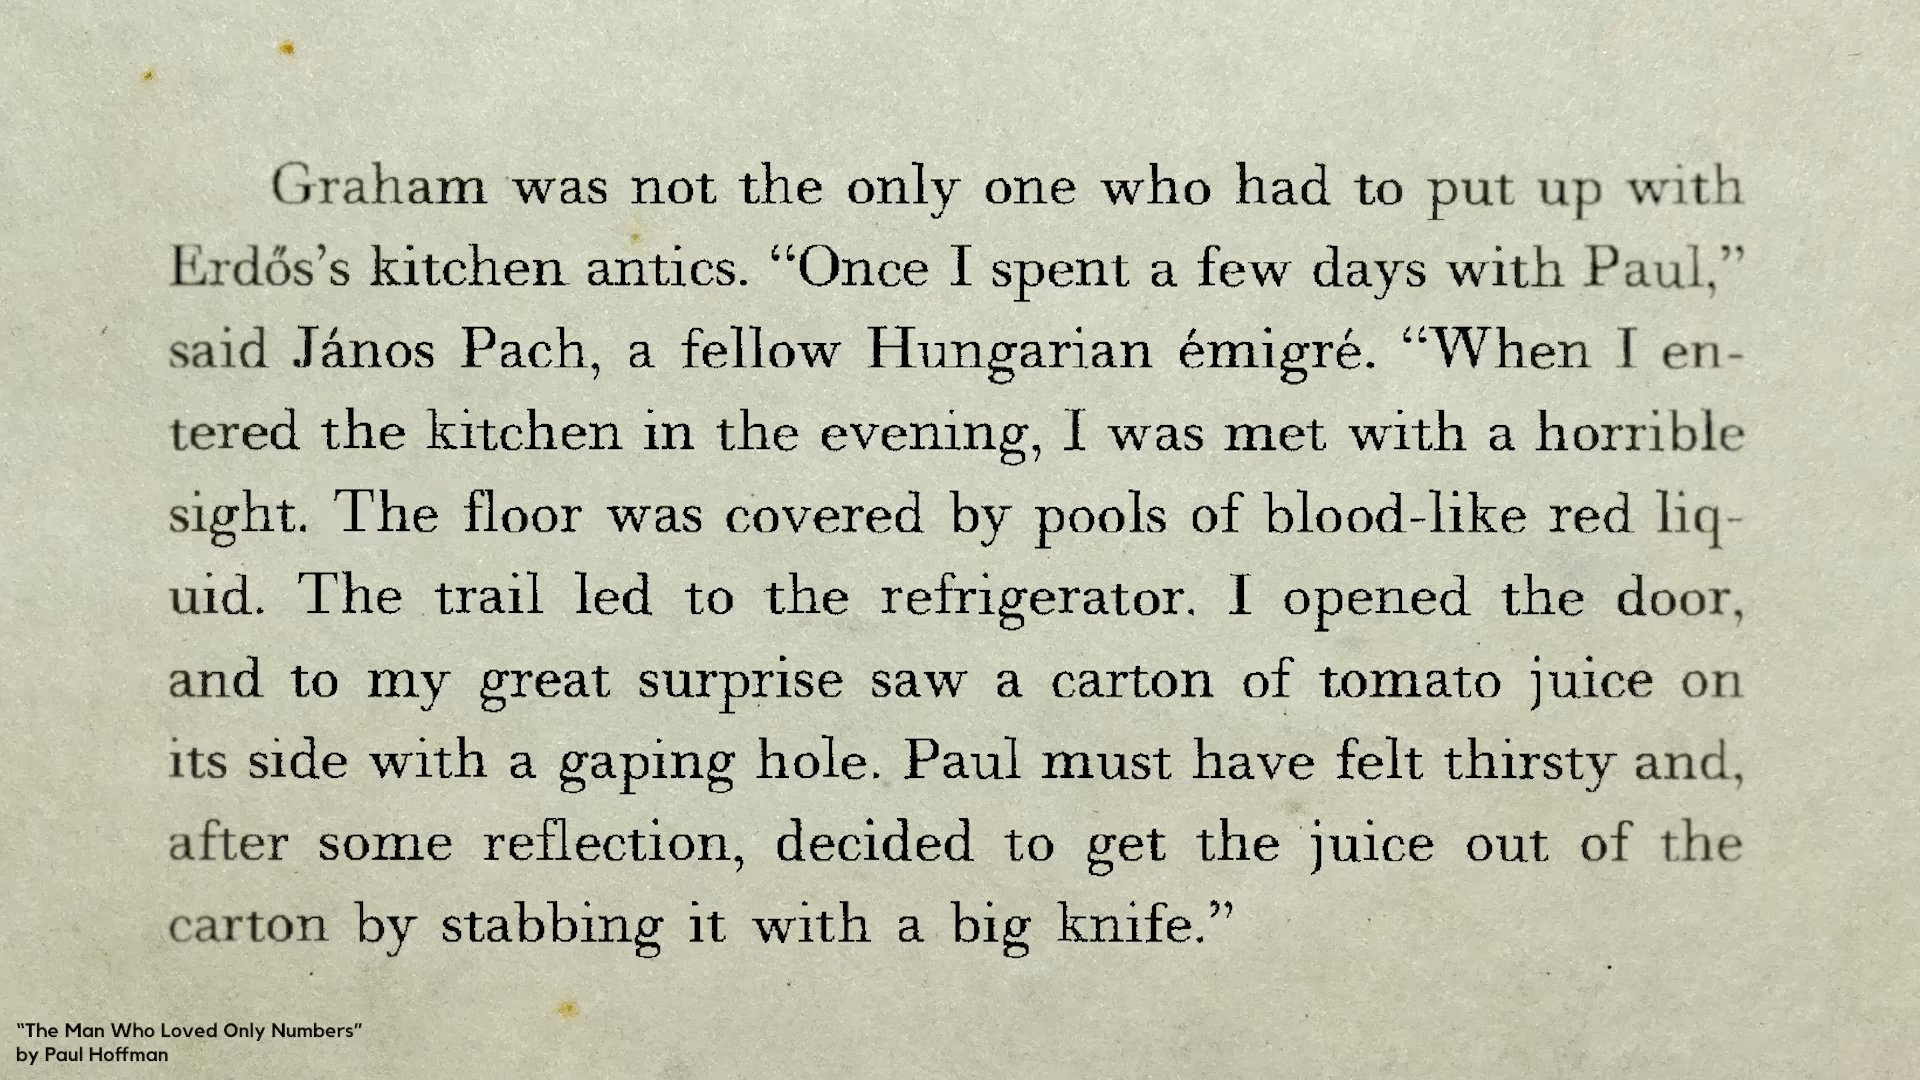 Graham was not the only one who had to put up with
Erdős’s kitchen antics. “Once I spent a few days with Paul,”
said János Pach, a fellow Hungarian émigré. “When I en-
tered the kitchen in the evening, I was met with a horrible
sight. The floor was covered by pools of blood-like red liq-
uid. The trail led to the refrigerator. I opened the door,
and to my great surprise saw a carton of tomato juice on
its side with a gaping hole. Paul must have felt thirsty and,
after some reflection, decided to get the juice out of the
carton by stabbing it with a big knife.”
“The Man Who Loved Only Numbers”
by Paul Hoffman